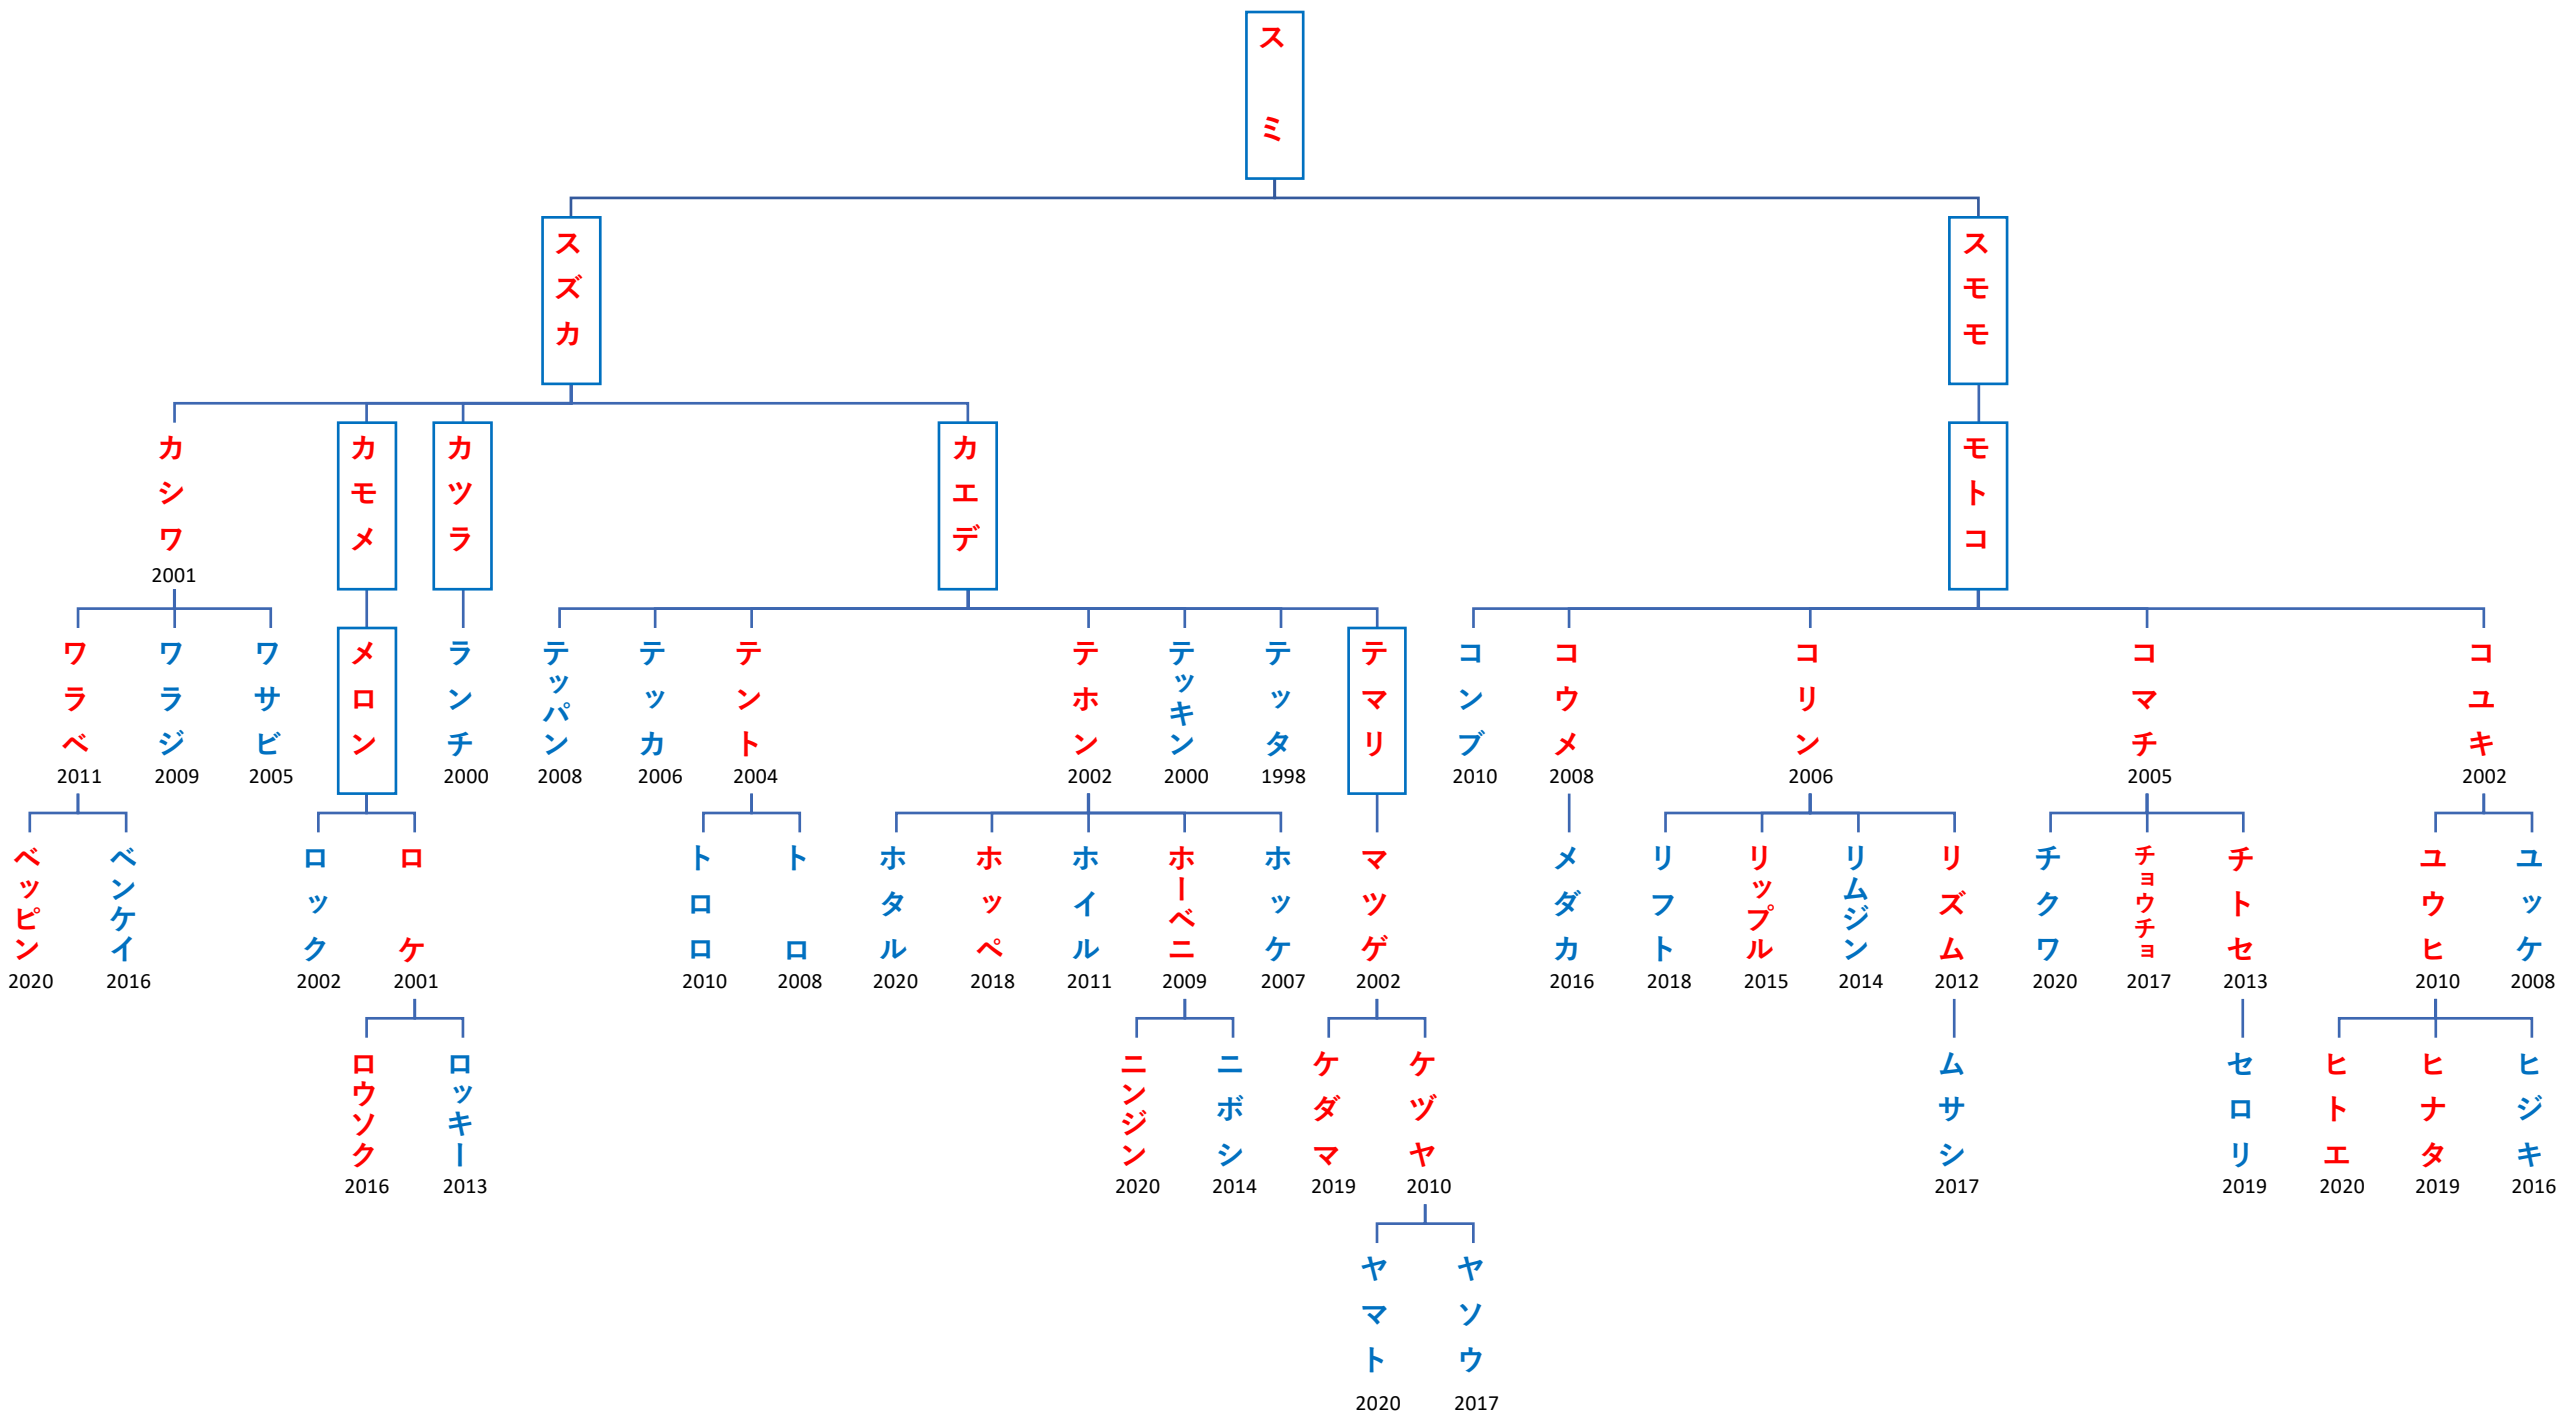 スミ
スズカ
スモモ
カシワ
2001
カモメ
カツラ
カエデ
モトコ
ワラベ
2011
ワラジ
2009
ワサビ
2005
メロン
ランチ
2000
テッパン
2008
テッカ
2006
テント
2004
テホン
2002
テッキン
2000
テッタ
1998
テマリ
コンブ
2010
コウメ
2008
コリン
2006
コマチ
2005
コユキ
2002
ベッピン
2020
ベンケイ
2016
ロック
2002
ロケ
2001
トロロ
2010
トロ
2008
ホタル
2020
ホッペ
2018
ホイル
2011
ホーベニ
2009
ホッケ
2007
マツゲ
2002
メダカ
2016
リフト
2018
リップル
2015
リムジン
2014
リズム
2012
チクワ
2020
チョウチョ
2017
チトセ
2013
ユウヒ
2010
ユッケ
2008
ロウソク
2016
ロッキー
2013
ニンジン
2020
ニボシ
2014
ケダマ
2019
ケヅヤ
2010
ムサシ
2017
セロリ
2019
ヒトエ
2020
ヒナタ
2019
ヒジキ
2016
ヤマト
2020
ヤソウ
2017